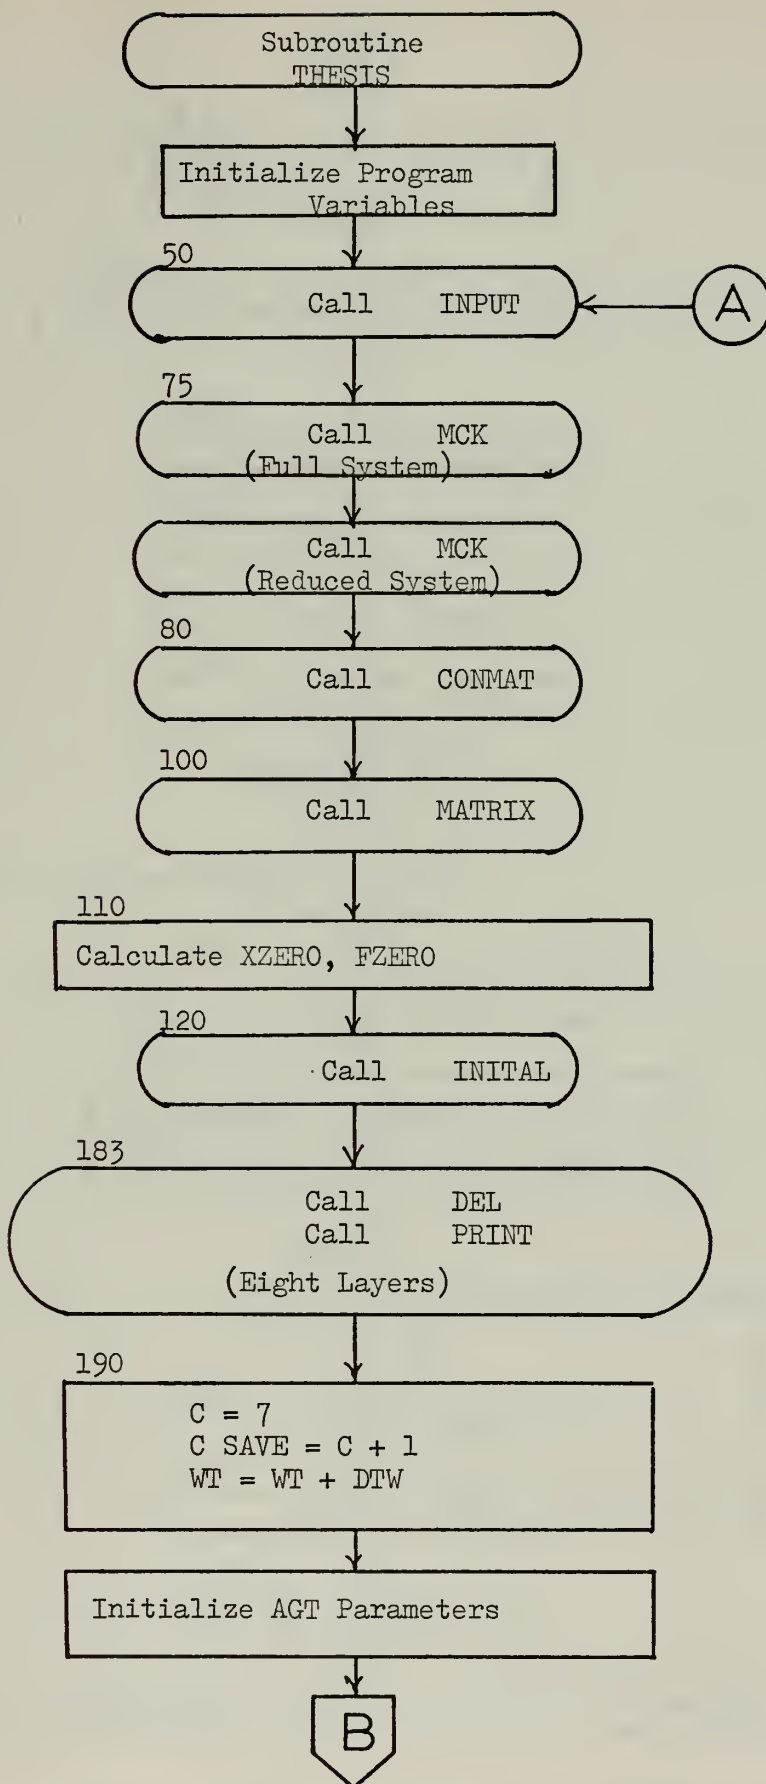 Subroutine
THESIS
Initialize Program
Variables
50
Call INPUT
A
75
Call MCK
(Full System)
Call MCK
(Reduced System)
80
Call CONMAT
100
Call MATRIX
110
Calculate XZERO, FZERO
120
Call INITAL
183
Call DEL
Call PRINT
(Eight Layers)
190
C = 7
C SAVE = C + 1
WT = WT + DTW
Initialize AGT Parameters
B